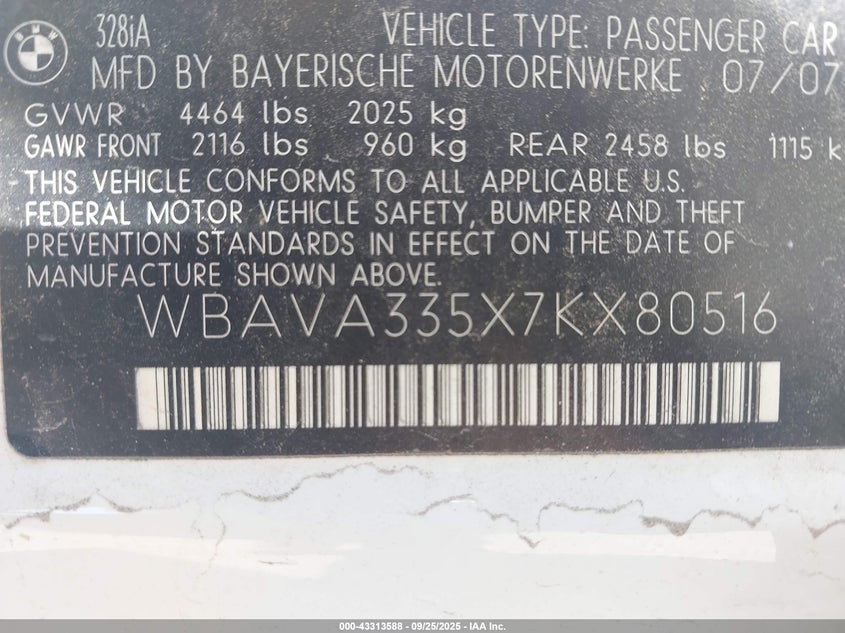 BMW
328iA VEHICLE TYPE: PASSENGER CAR
MFD BY BAYERISCHE MOTORENWERKE 07/07
GVWR 4464 lbs 2025 kg
GAWR FRONT 2116 lbs 960 kg REAR 2458 lbs 1115 k
THIS VEHICLE CONFORMS TO ALL APPLICABLE U.S.
FEDERAL MOTOR VEHICLE SAFETY, BUMPER AND THEFT
PREVENTION STANDARDS IN EFFECT ON THE DATE OF
MANUFACTURE SHOWN ABOVE.
WBAVA335X7KX80516
000-43313588 - 09/25/2025 - IAA Inc.